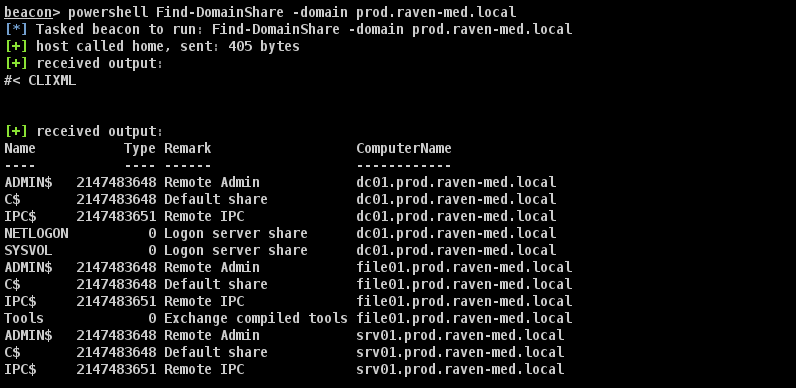 beacon> powershell Find-DomainShare -domain prod.raven-med.local
[*] Tasked beacon to run: Find-DomainShare -domain prod.raven-med.local
[+] host called home, sent: 405 bytes
[+] received output:
#< CLIXML
[+] received output:
Name           Type Remark                  ComputerName
----           ---- ------                  ------------
ADMIN$   2147483648 Remote Admin            dc01.prod.raven-med.local
C$       2147483648 Default share           dc01.prod.raven-med.local
IPC$     2147483651 Remote IPC              dc01.prod.raven-med.local
NETLOGON          0 Logon server share      dc01.prod.raven-med.local
SYSVOL            0 Logon server share      dc01.prod.raven-med.local
ADMIN$   2147483648 Remote Admin            file01.prod.raven-med.local
C$       2147483648 Default share           file01.prod.raven-med.local
IPC$     2147483651 Remote IPC              file01.prod.raven-med.local
Tools             0 Exchange compiled tools file01.prod.raven-med.local
ADMIN$   2147483648 Remote Admin            srv01.prod.raven-med.local
C$       2147483648 Default share           srv01.prod.raven-med.local
IPC$     2147483651 Remote IPC              srv01.prod.raven-med.local